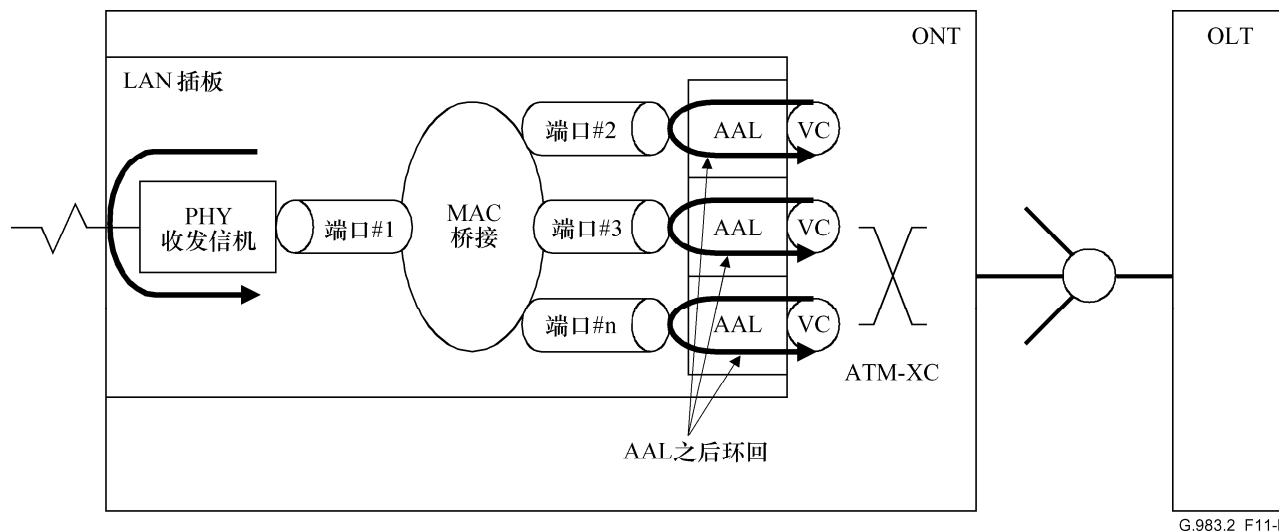 ONT
OLT
LAN 插板
端口#2
AAL
VC
PHY
收发信机
端口#1
MAC
桥接
端口#3
AAL
VC
端口#n
AAL
VC
ATM-XC
AAL之后环回
G.983.2_F11-